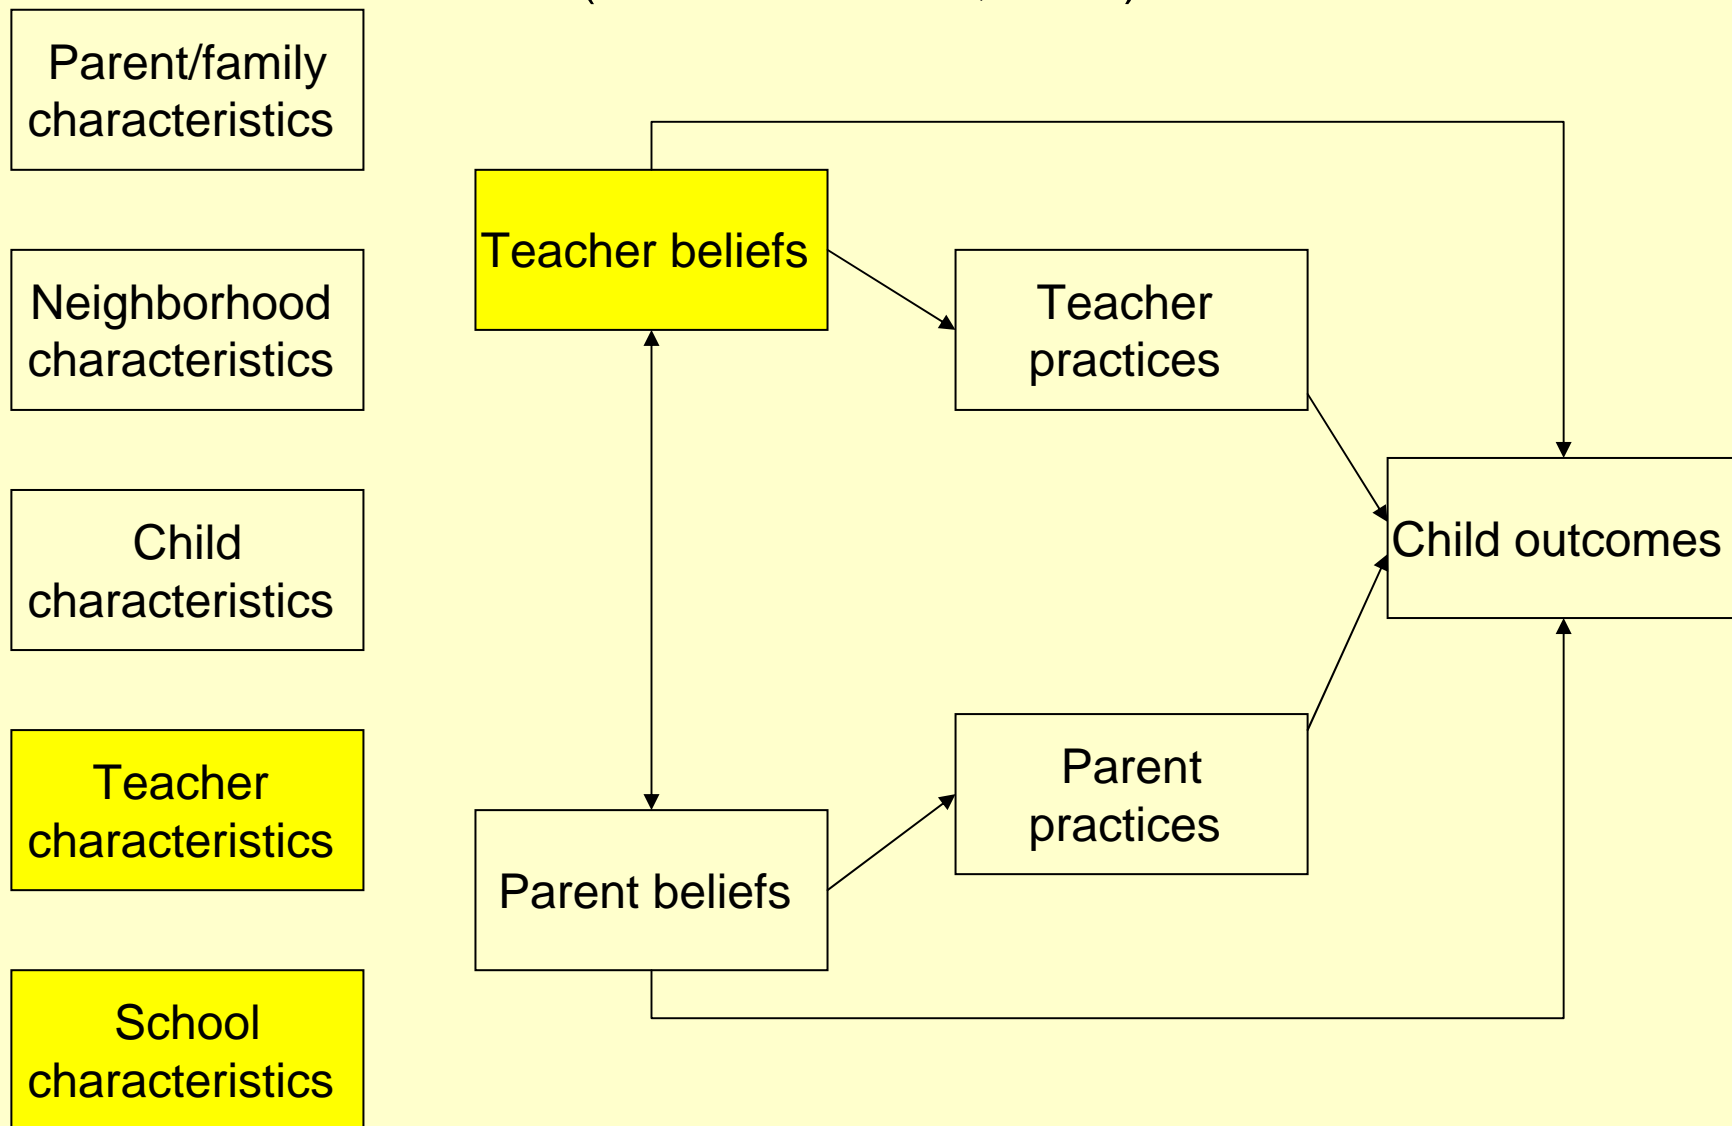 Parent/family
characteristics
Neighborhood
characteristics
Child
characteristics
Teacher
characteristics
School
characteristics
Teacher beliefs
Parent beliefs
Teacher
practices
Parent
practices
Child outcomes